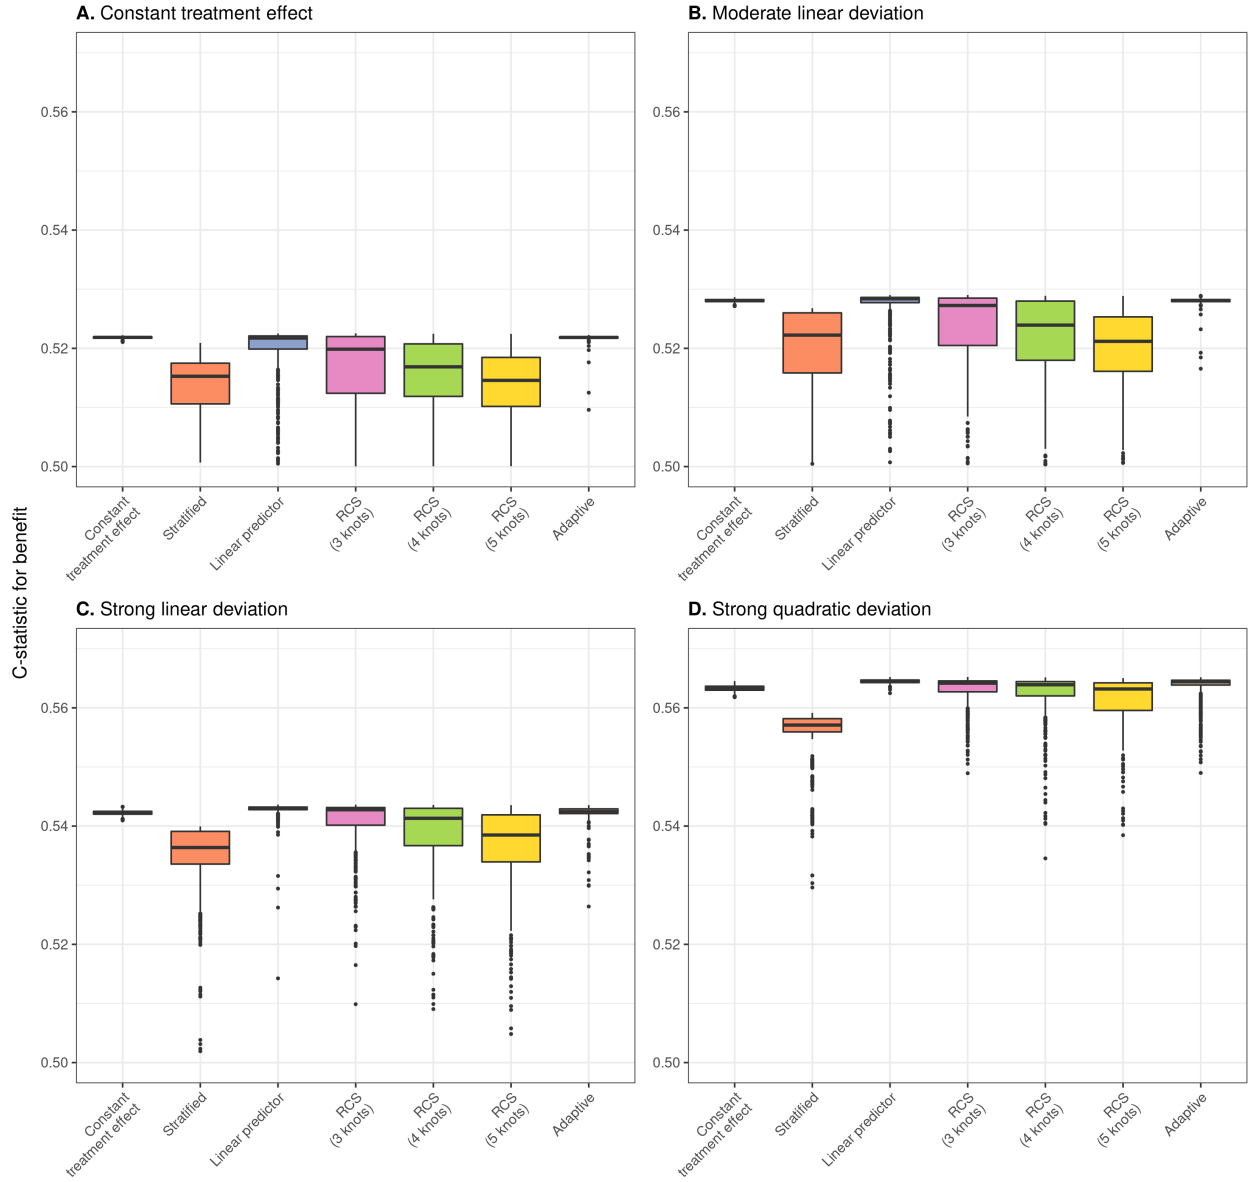 A. Constant treatment effect
0.56
0.54
0.52
0.50
Constant
treatment effect
Stratified
Linear predictor
RCS
(3 knots)
RCS
(4 knots)
RCS
(5 knots)
Adaptive
B. Moderate linear deviation
0.56
0.54
0.52
0.50
Constant
treatment effect
Stratified
Linear predictor
RCS
(3 knots)
RCS
(4 knots)
RCS
(5 knots)
Adaptive
C-statistic for benefit
C. Strong linear deviation
0.56
0.54
0.52
0.50
Constant
treatment effect
Stratified
Linear predictor
RCS
(3 knots)
RCS
(4 knots)
RCS
(5 knots)
Adaptive
D. Strong quadratic deviation
0.56
0.54
0.52
0.50
Constant
treatment effect
Stratified
Linear predictor
RCS
(3 knots)
RCS
(4 knots)
RCS
(5 knots)
Adaptive